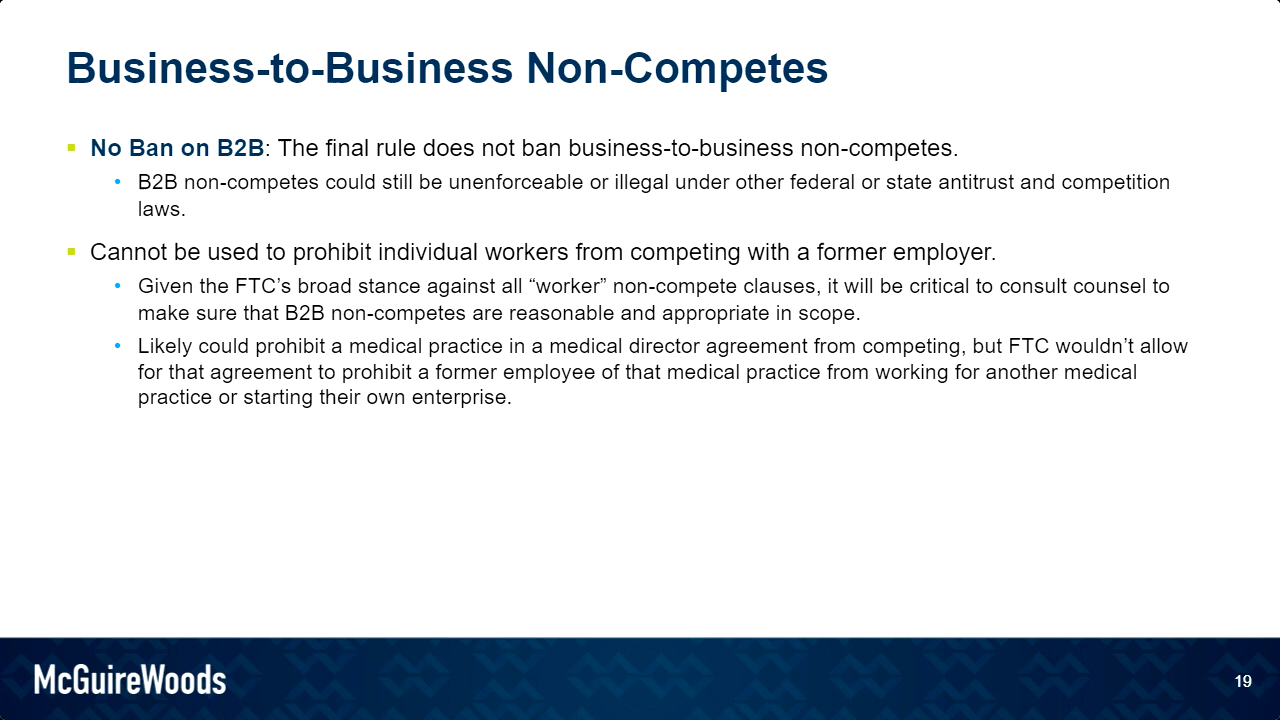 Business-to-Business Non-Competes
No Ban on B2B: The final rule does not ban business-to-business non-competes.
B2B non-competes could still be unenforceable or illegal under other federal or state antitrust and competition
laws.
Cannot be used to prohibit individual workers from competing with a former employer.
Given the FTC’s broad stance against all “worker” non-compete clauses, it will be critical to consult counsel to
make sure that B2B non-competes are reasonable and appropriate in scope.
Likely could prohibit a medical practice in a medical director agreement from competing, but FTC wouldn’t allow
for that agreement to prohibit a former employee of that medical practice from working for another medical
practice or starting their own enterprise.
McGuireWoods
19